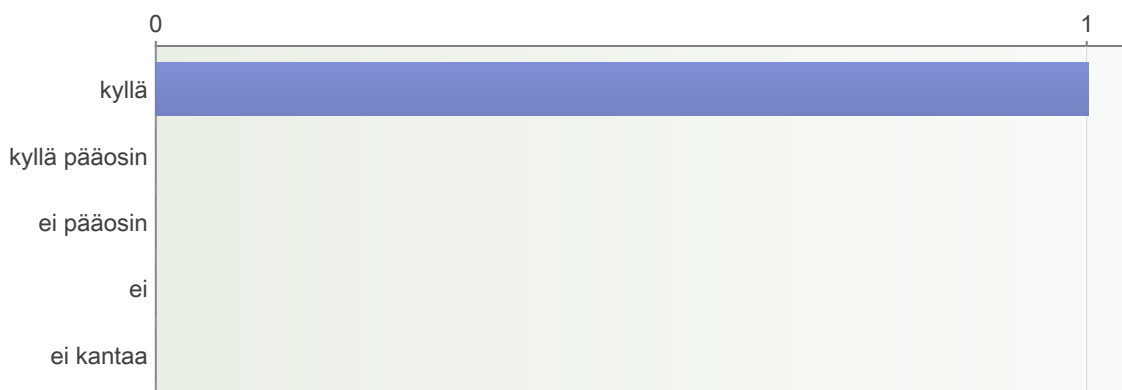 0 1
kyllä
kyllä pääosin
ei pääosin
ei
ei kantaa